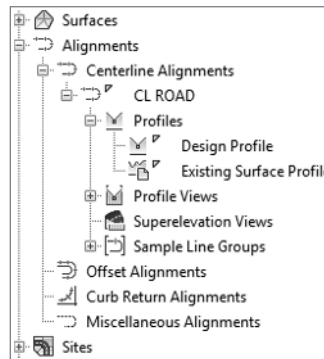 Surfaces
Alignments
Centerline Alignments
CL ROAD
Profiles
Design Profile
Existing Surface Profil
Profile Views
Superelevation Views
Sample Line Groups
Offset Alignments
Curb Return Alignments
Miscellaneous Alignments
Sites